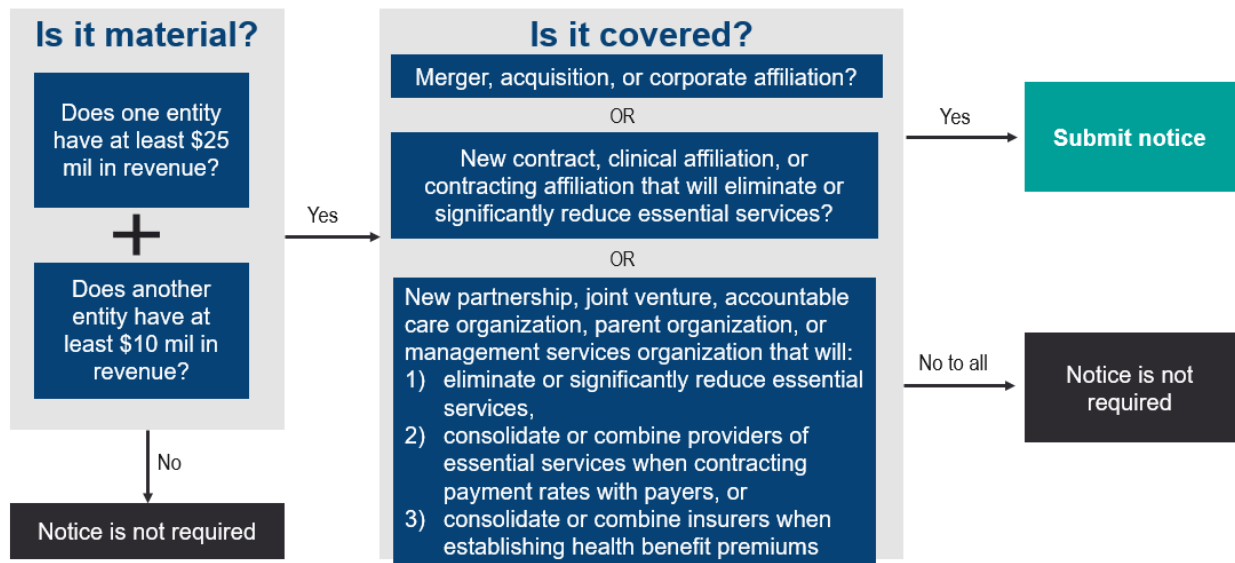 Is it material?
Does one entity
have at least $25
mil in revenue?
+
Does another
entity have at
least $10 mil in
revenue?
No
Notice is not required
Yes
Is it covered?
Merger, acquisition, or corporate affiliation?
OR
New contract, clinical affiliation, or
contracting affiliation that will eliminate or
significantly reduce essential services?
OR
New partnership, joint venture, accountable
care organization, parent organization, or
management services organization that will:
1) eliminate or significantly reduce essential
services,
2) consolidate or combine providers of
essential services when contracting
payment rates with payers, or
3) consolidate or combine insurers when
establishing health benefit premiums
Yes
Submit notice
No to all
Notice is not
required